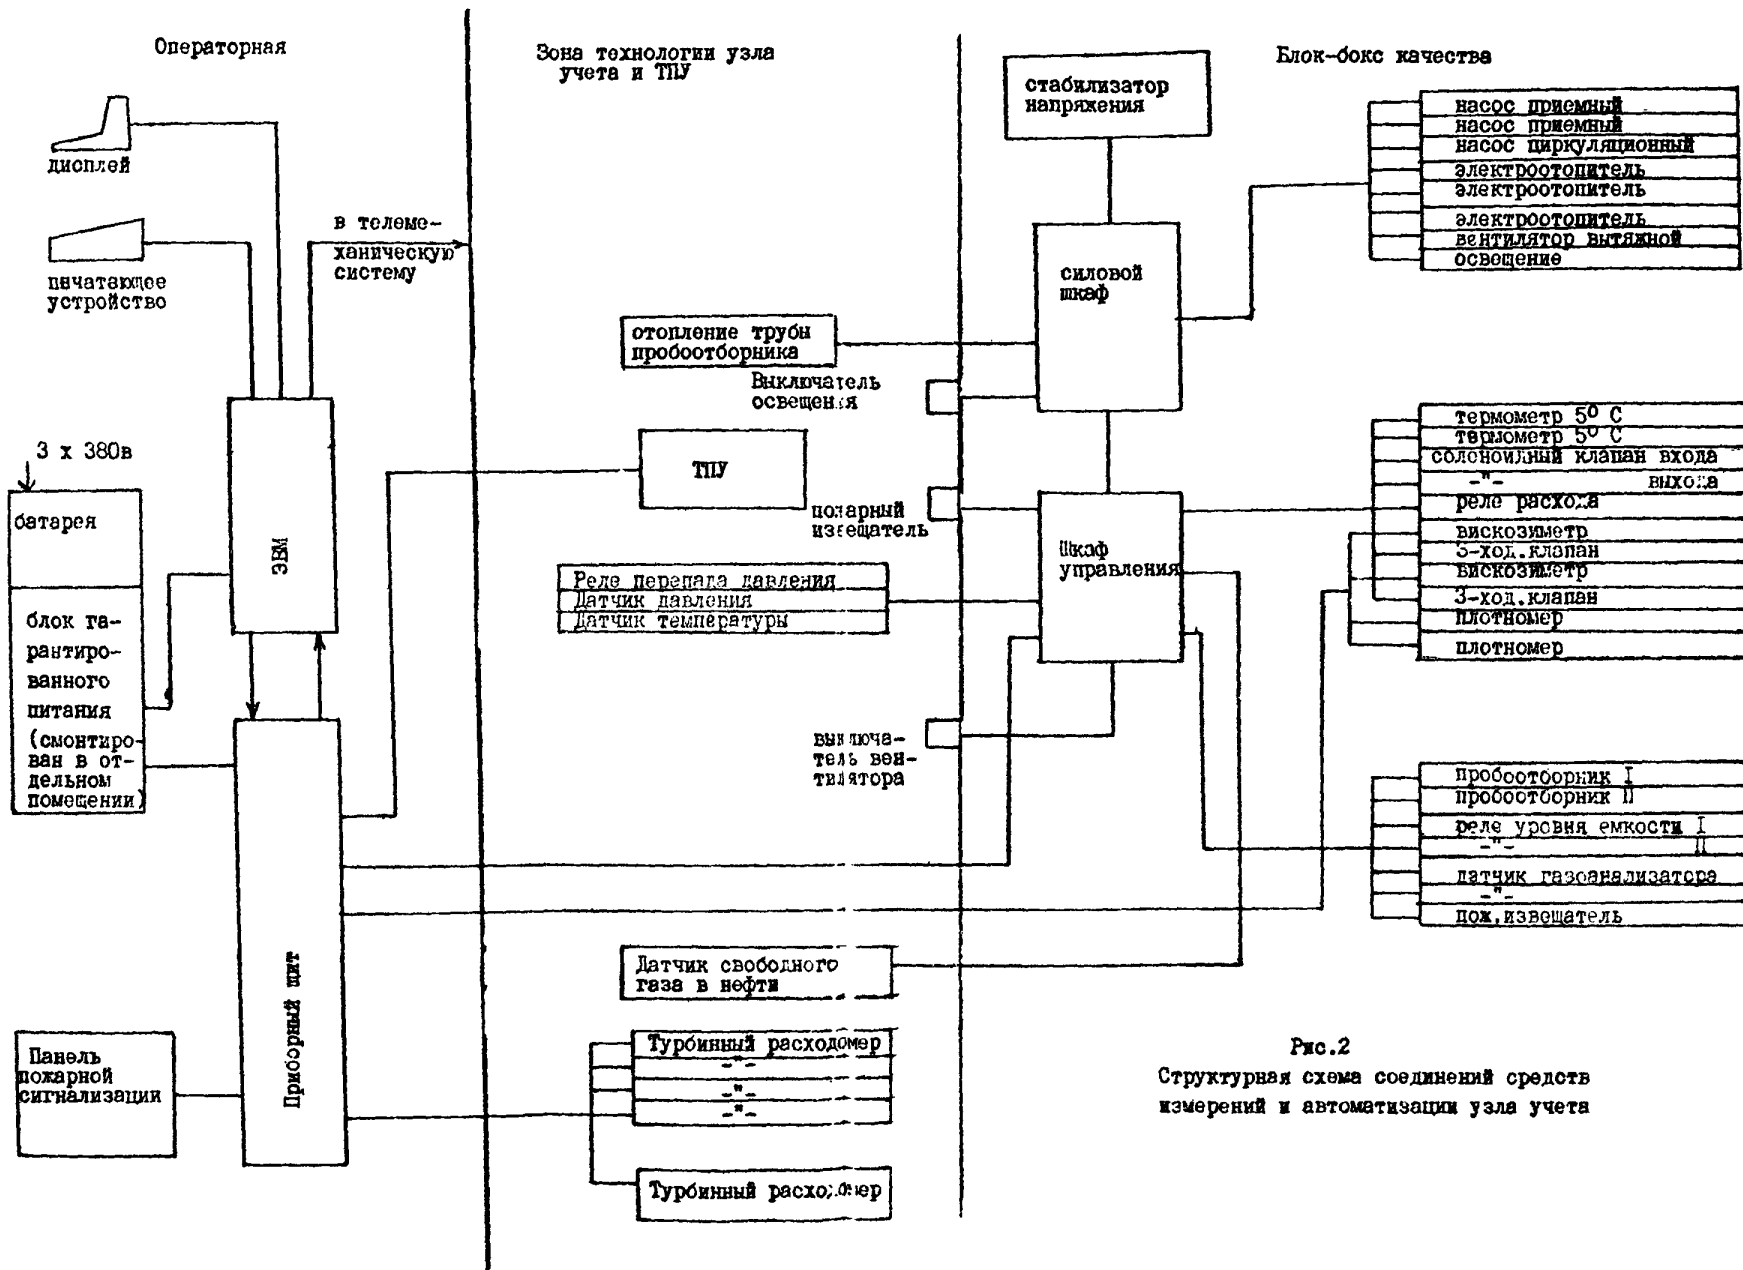 Операторная
дисплей
печатающее
устройство
в телеме-
ханическую
систему
3 х 380в
батарея
блок га-
рантиро-
ванного
питания
(смонтиро-
ван в от-
дельном
помещении)
ЭВМ
Приборный щит
Панель
пожарной
сигнализации
Зона технологии узла
учета и ТПУ
отопление трубы
пробоотборника
Выключатель
освещения
ТПУ
пожарный
извещатель
Реле перепада давления
Датчик давления
Датчик температуры
выключа-
тель вен-
тилятора
Датчик свободного
газа в нефти
Турбинный расходомер
-"-
-"-
-"-
Турбинный расходомер
Блок-бокс качества
стабилизатор
напряжения
силовой
шкаф
Шкаф
управления
насос приемный
насос приемный
насос циркуляционный
электроотопитель
электроотопитель
электроотопитель
вентилятор вытяжной
освещение
термометр 5⁰ С
термометр 5⁰ С
солоноидный клапан входа
-"- выхода
реле расхода
вискозиметр
3-ход.клапан
вискозиметр
3-ход.клапан
плотномер
плотномер
пробоотборник I
пробоотборник II
реле уровня емкости I
-"- II
датчик газоанализатора
-"-
пож.извещатель
Рис.2
Структурная схема соединений средств
измерений и автоматизации узла учета